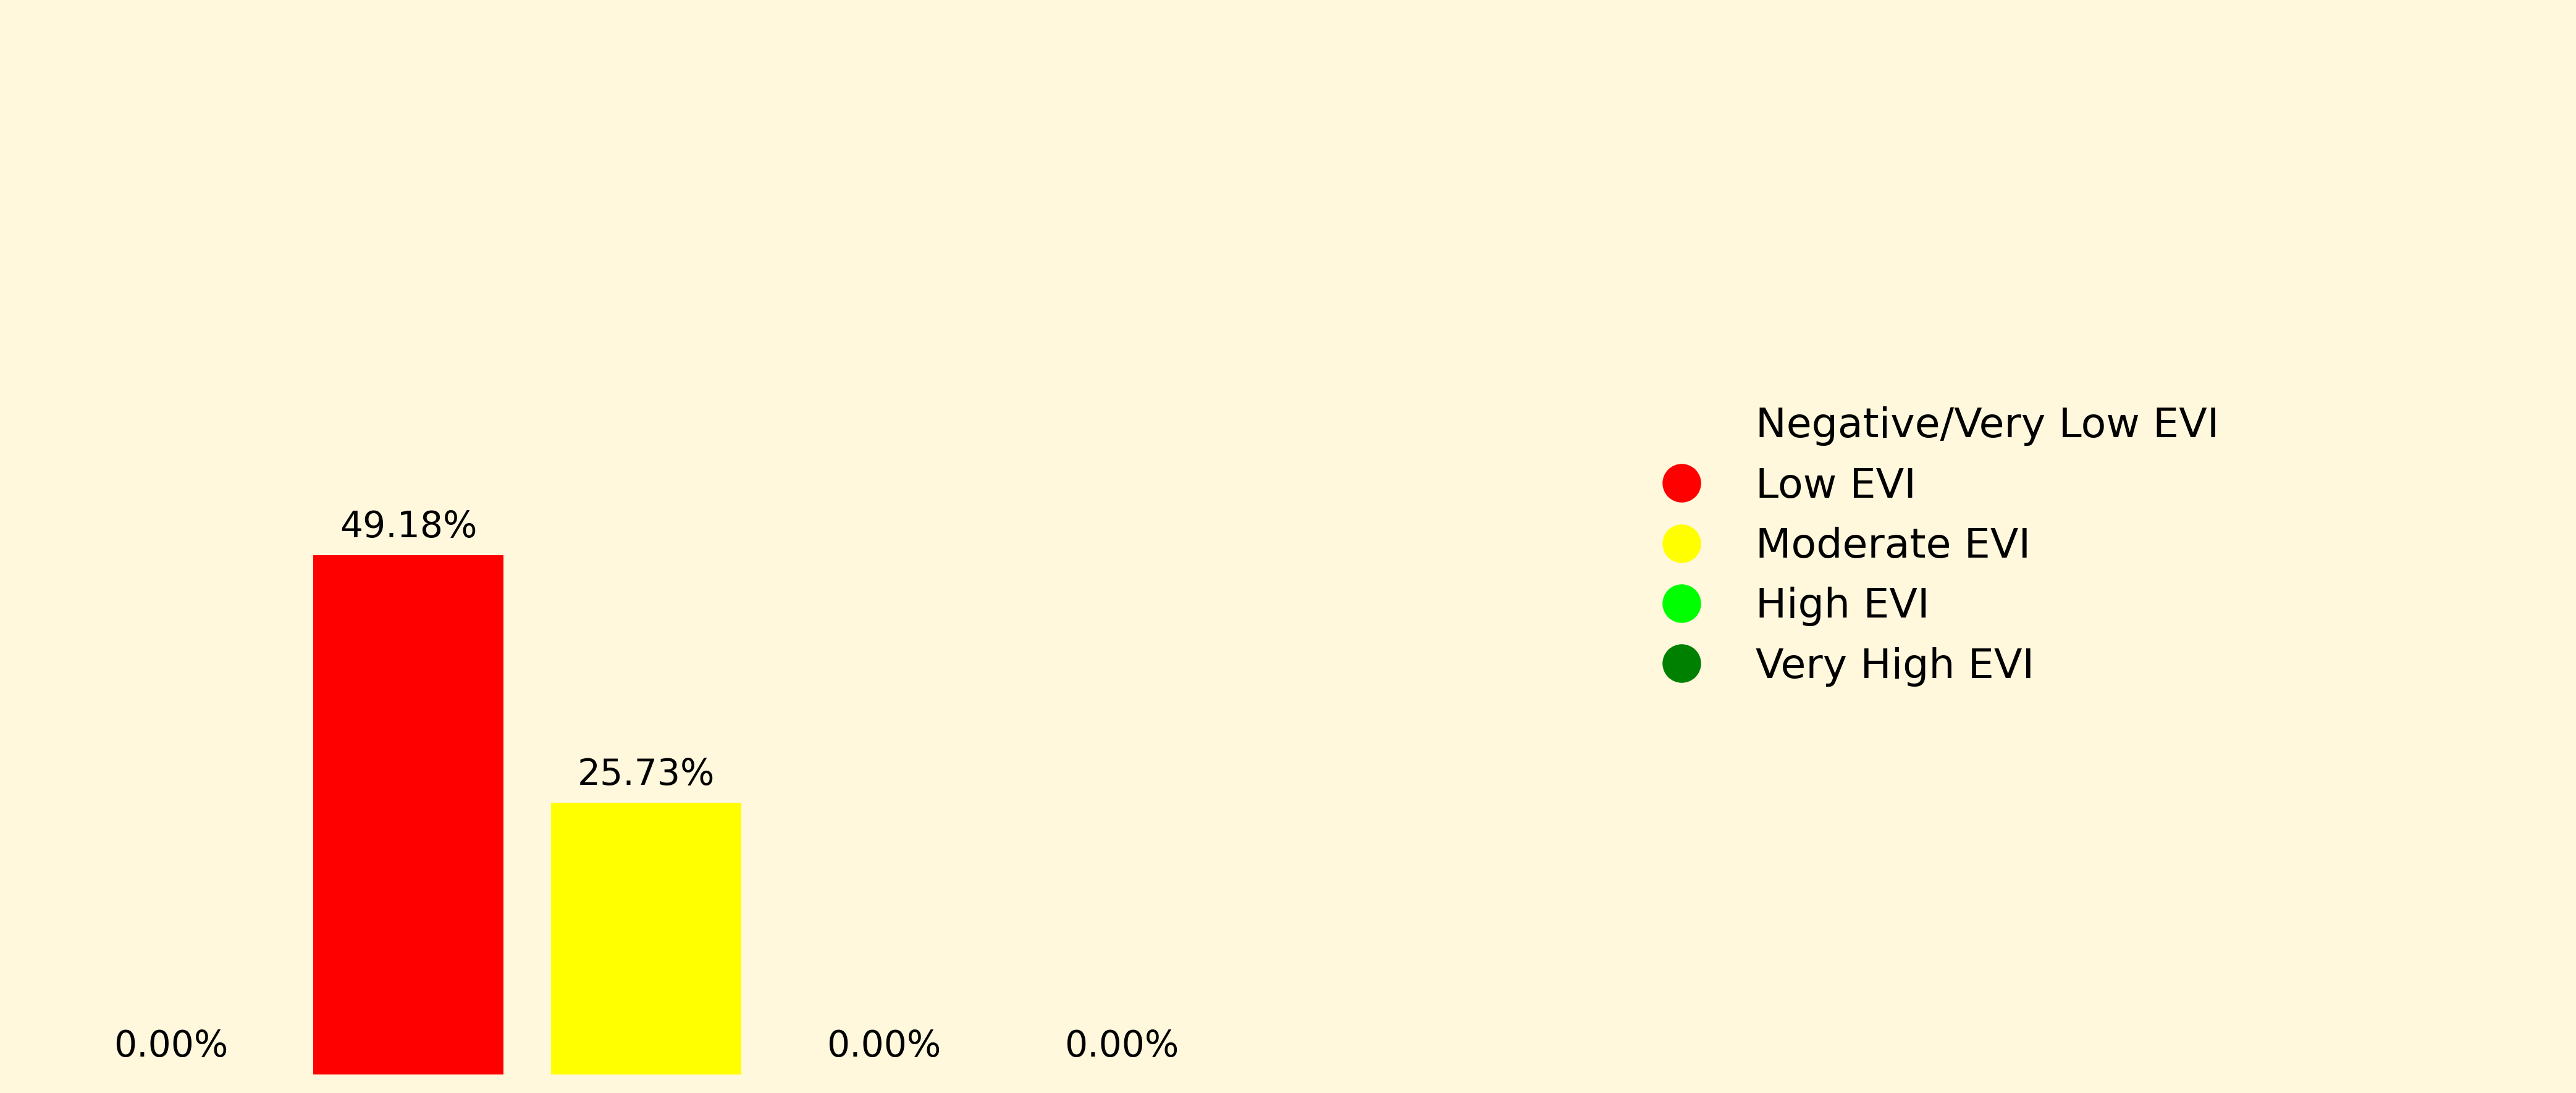 49.18%
25.73%
0.00%
0.00%
0.00%
Negative/Very Low EVI
Low EVI
Moderate EVI
High EVI
Very High EVI